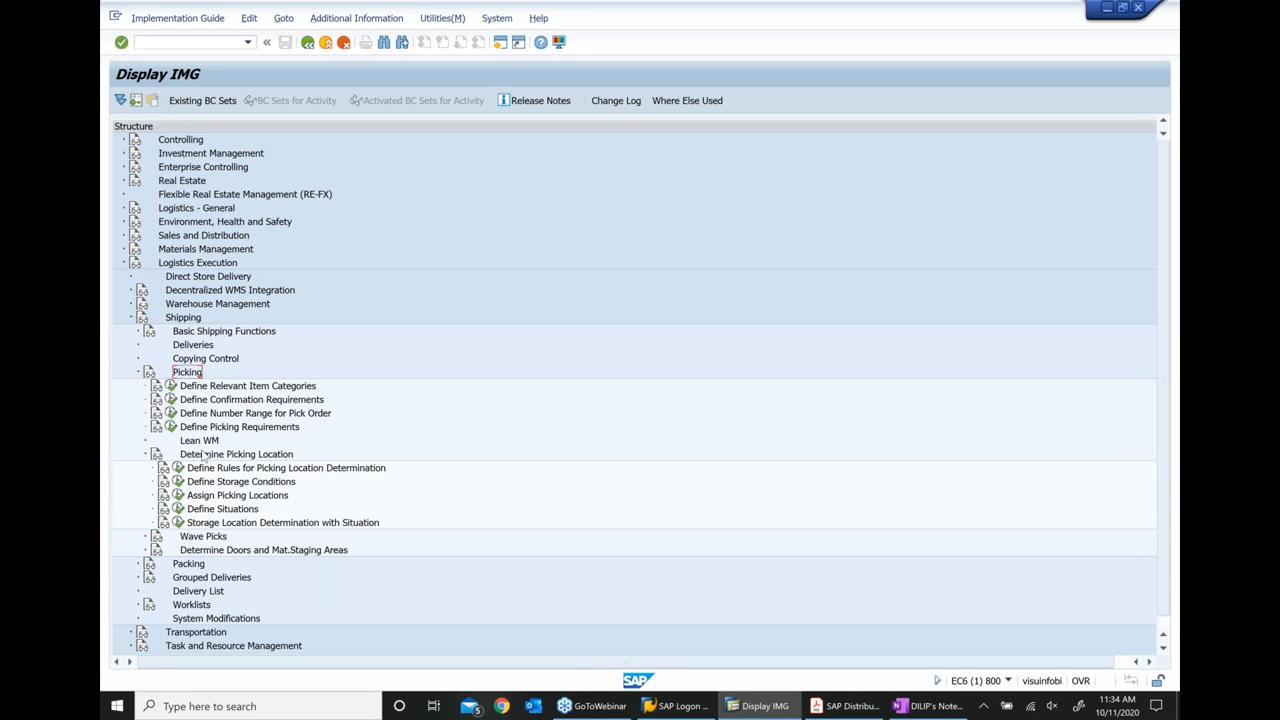 Implementation Guide Edit Goto Additional Information Utilities(M) System Help
Display IMG
Existing BC Sets BC Sets for Activity Activated BC Sets for Activity Release Notes Change Log Where Else Used
Structure
Controlling
Investment Management
Enterprise Controlling
Real Estate
Flexible Real Estate Management (RE-FX)
Logistics - General
Environment, Health and Safety
Sales and Distribution
Materials Management
Logistics Execution
Direct Store Delivery
Decentralized WMS Integration
Warehouse Management
Shipping
Basic Shipping Functions
Deliveries
Copying Control
Picking
Define Relevant Item Categories
Define Confirmation Requirements
Define Number Range for Pick Order
Define Picking Requirements
Lean WM
Determine Picking Location
Define Rules for Picking Location Determination
Define Storage Conditions
Assign Picking Locations
Define Situations
Storage Location Determination with Situation
Wave Picks
Determine Doors and Mat.Staging Areas
Packing
Grouped Deliveries
Delivery List
Worklists
System Modifications
Transportation
Task and Resource Management
SAP EC6 (1) 800 visuinfobi OVR
Type here to search 5 GoToWebinar SAP Logon ... Display IMG SAP Distribu... DILIP's Note... 11:34 AM
10/11/2020